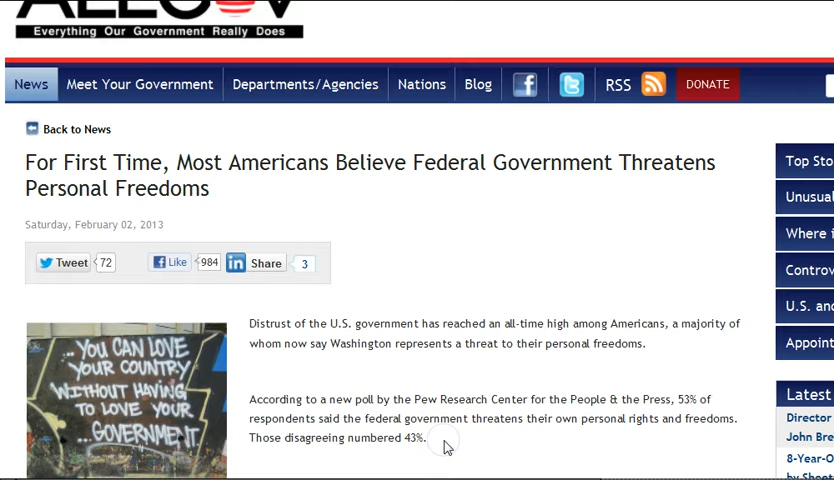 ALLGOV
Everything Our Government Really Does
News Meet Your Government Departments/Agencies Nations Blog RSS DONATE
Back to News
For First Time, Most Americans Believe Federal Government Threatens
Personal Freedoms
Saturday, February 02, 2013
Tweet 72 Like 984 in Share 3
Distrust of the U.S. government has reached an all-time high among Americans, a majority of
whom now say Washington represents a threat to their personal freedoms.
According to a new poll by the Pew Research Center for the People & the Press, 53% of
respondents said the federal government threatens their own personal rights and freedoms.
Those disagreeing numbered 43%.
...YOU CAN LOVE
YOUR COUNTRY
WITHOUT HAVING
TO LOVE YOUR
...GOVERNMENT
Top Sto
Unusual
Where i
Controv
U.S. and
Appoint
Latest
Director
John Bre
8-Year-O
by Shoot